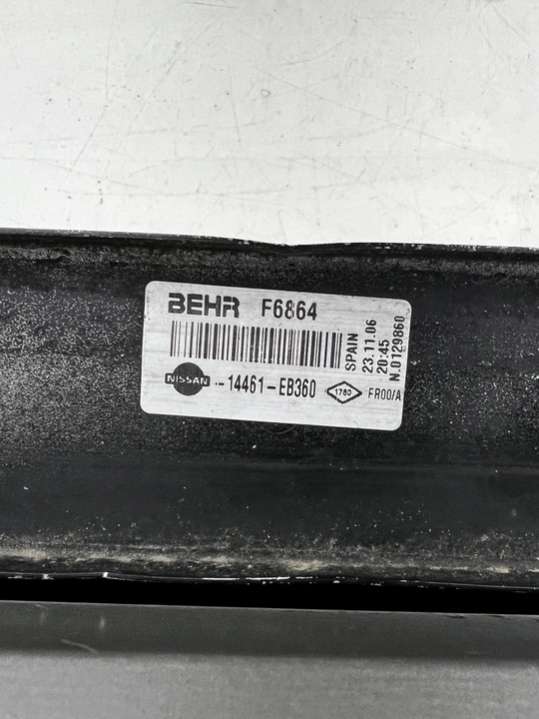 BEHR F6864
NISSAN -14461-EB360 1780 FR00/A
SPAIN
23.11.06
20:45
N.0129860